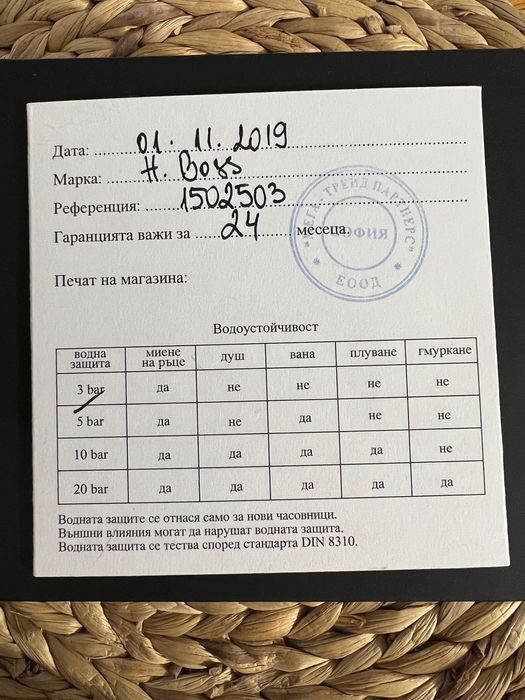 Дата: 01. 11. 2019
Марка: H. Boss
Референция: 1502503
Гаранцията важи за 24 месеца.
"МЕГА- ТРЕЙД ПАРТНЕРС"
СОФИЯ
ЕООД
Печат на магазина:
Водоустойчивост
водна защита миене на ръце душ вана плуване гмуркане
3 bar да не не не не
5 bar да не да не не
10 bar да да да да не
20 bar да да да да да
Водната защите се отнася само за нови часовници.
Външни влияния могат да нарушат водната защита.
Водната защита се тества според стандарта DIN 8310.